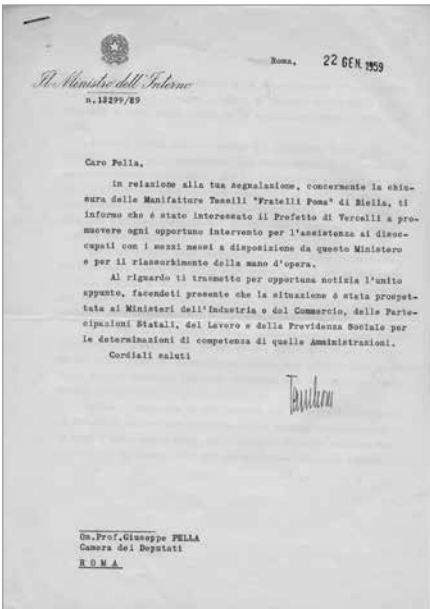 Roma, 22 GEN. 1959
Il Ministro dell'Interno
n.13299/89
Caro Pella,
in relazione alla tua segnalazione, concernente la chiu-
sura delle Manifatture Tessili "Fratelli Poma" di Biella, ti
informo che è stato interessato il Prefetto di Vercelli a pro-
muovere ogni opportuno intervento per l'assistenza ai disoc-
cupati con i mezzi messi a disposizione da questo Ministero
e per il riassorbimento della mano d'opera.
Al riguardo ti trasmetto per opportuna notizia l'unito
appunto, facendoti presente che la situazione è stata prospet-
tata ai Ministeri dell'Industria e del Commercio, delle Parte-
cipazioni Statali, del Lavoro e della Previdenza Sociale per
le determinazioni di competenza di quelle Amministrazioni.
Cordiali saluti
Tambroni
On.Prof.Giuseppe PELLA
Camera dei Deputati
ROMA